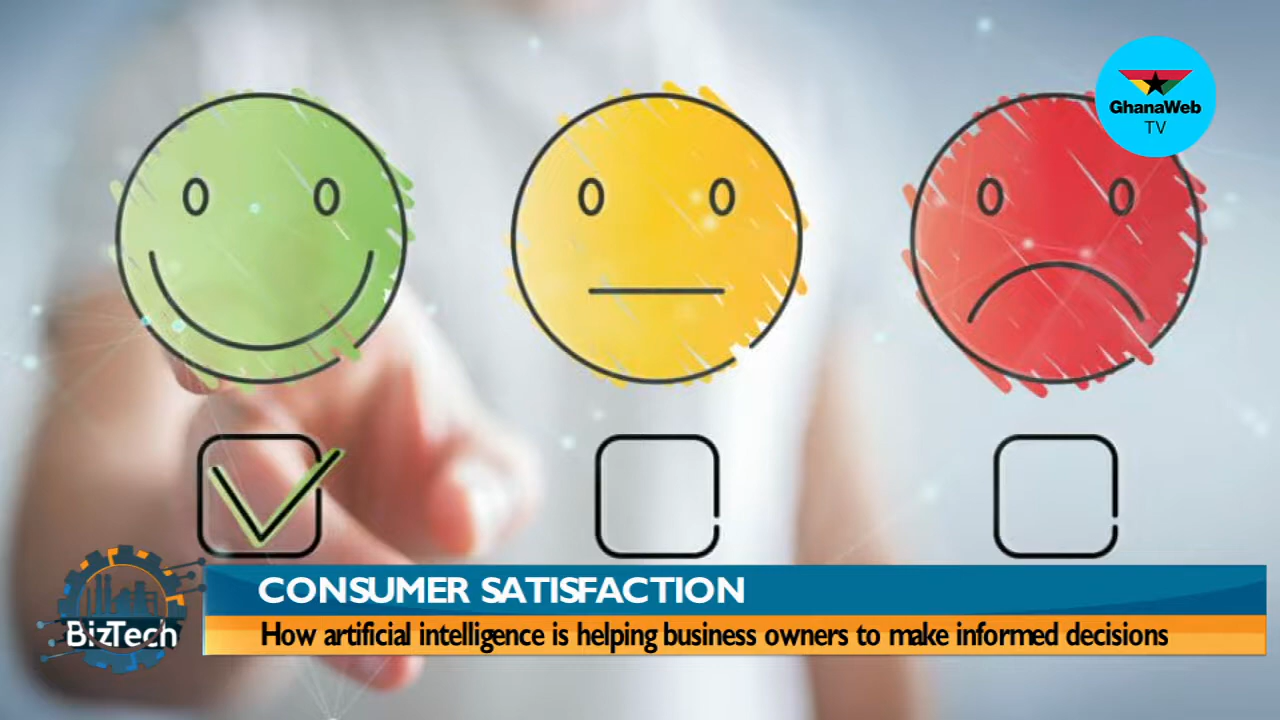 GhanaWeb
TV
CONSUMER SATISFACTION
BizTech
How artificial intelligence is helping business owners to make informed decisions